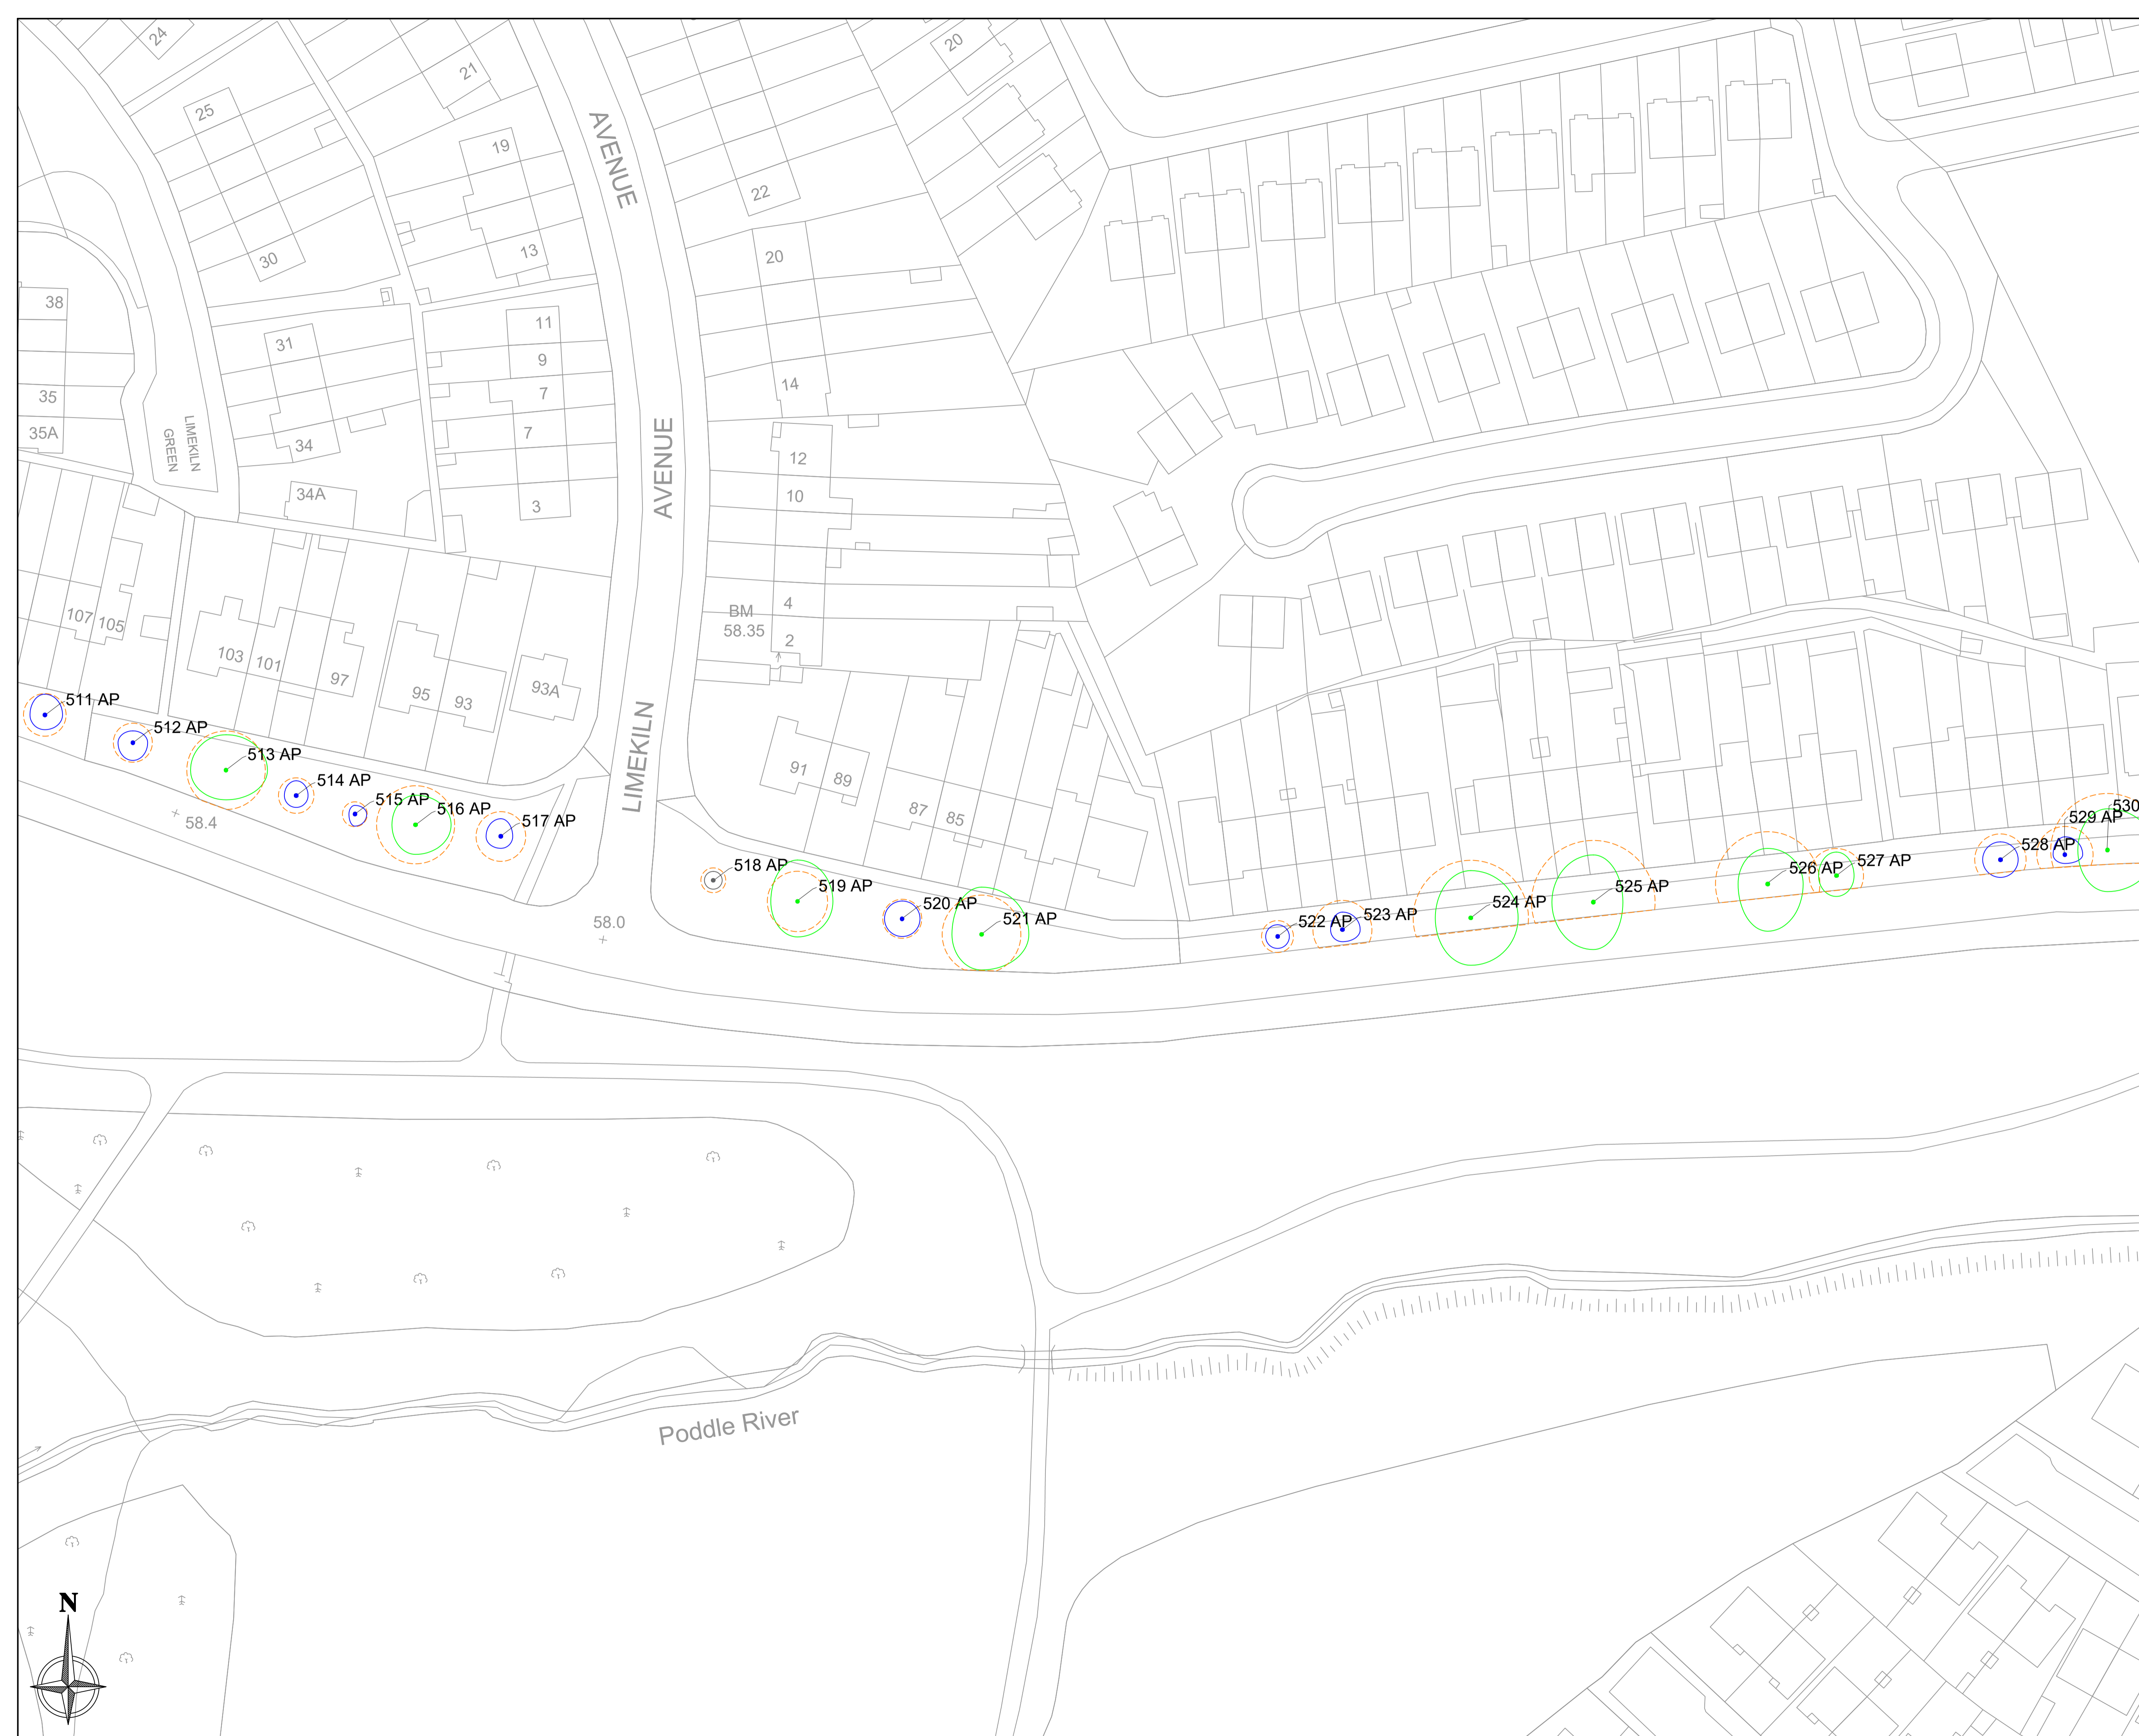 24
20
21
25
AVENUE
19
22
13
30
20
38
11
31
9
14
7
35
LIMEKILN
GREEN
AVENUE
35A
7
34
12
34A
10
3
BM
58.35
4
107
105
2
103
101
97
95
93
93A
511 AP
512 AP
LIMEKILN
513 AP
91
89
514 AP
515 AP
516 AP
87
85
517 AP
58.4
530
529 AP
528 AP
527 AP
526 AP
518 AP
519 AP
525 AP
520 AP
524 AP
521 AP
522 AP
523 AP
58.0
Poddle River
N